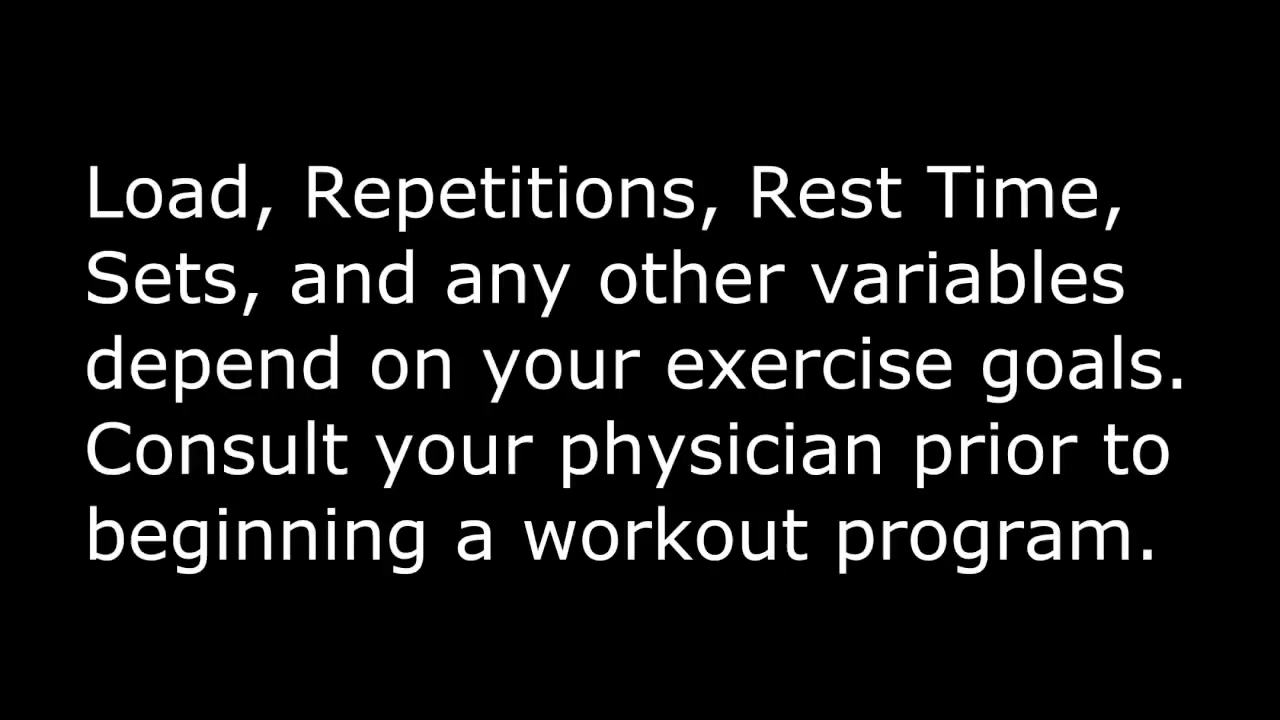 Load, Repetitions, Rest Time,
Sets, and any other variables
depend on your exercise goals.
Consult your physician prior to
beginning a workout program.